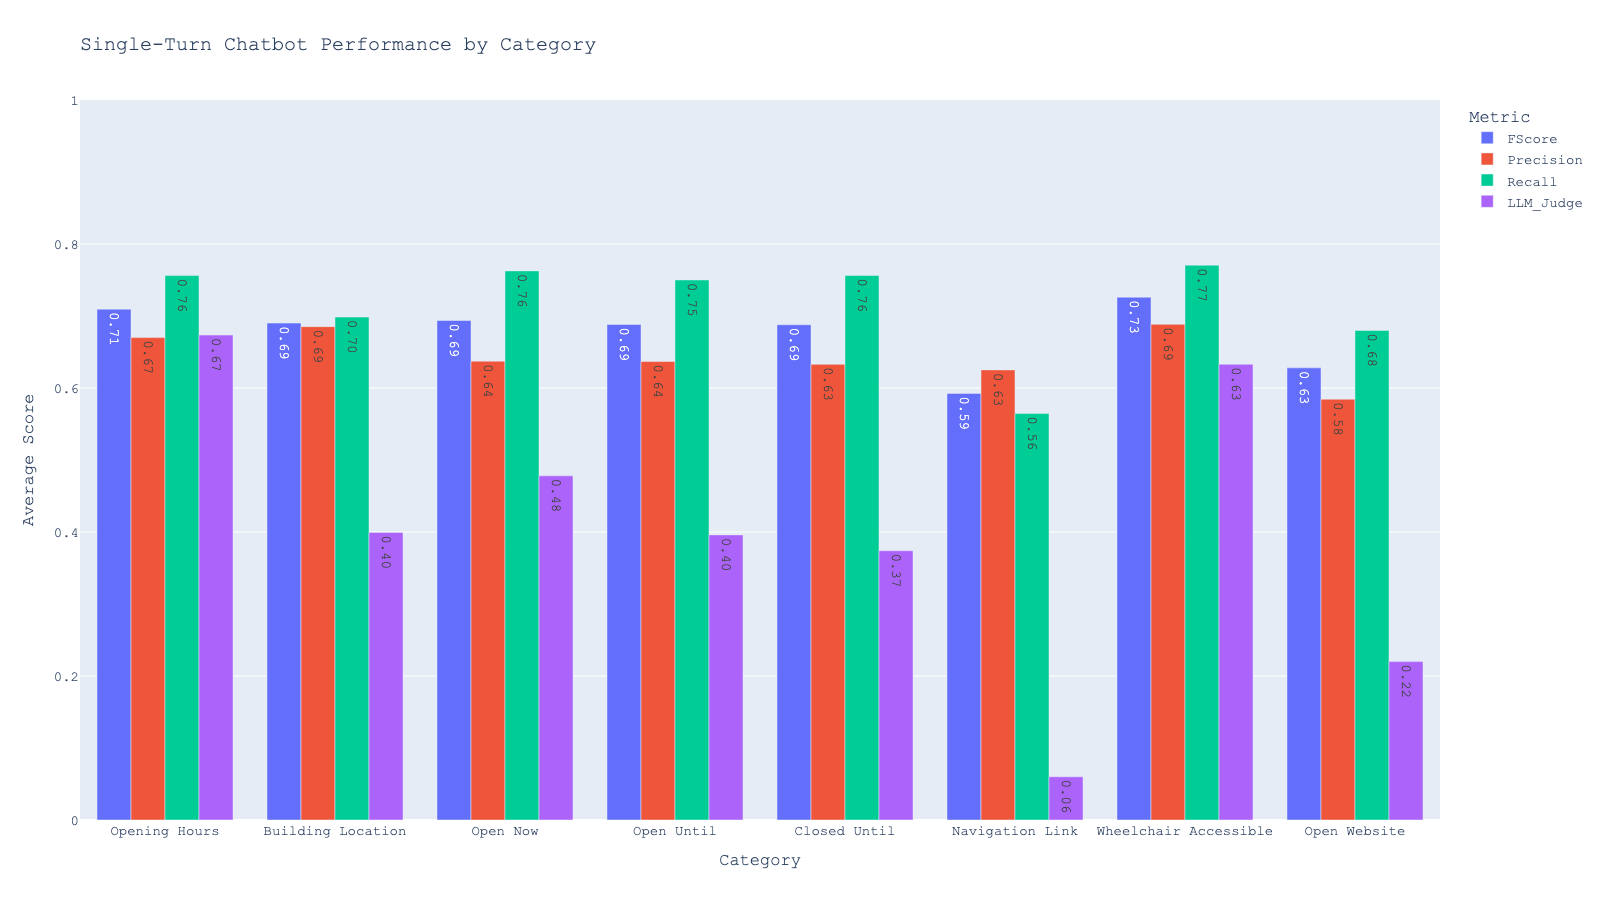 Single-Turn Chatbot Performance by Category
Metric
FScore
Precision
Recall
LLM_Judge
Average Score
1
0.8
0.6
0.4
0.2
0
0.71
0.67
0.76
0.67
0.69
0.69
0.70
0.40
0.69
0.64
0.76
0.48
0.69
0.64
0.75
0.40
0.69
0.63
0.76
0.37
0.59
0.63
0.56
0.06
0.73
0.69
0.77
0.63
0.63
0.58
0.68
0.22
Opening Hours
Building Location
Open Now
Open Until
Closed Until
Navigation Link
Wheelchair Accessible
Open Website
Category